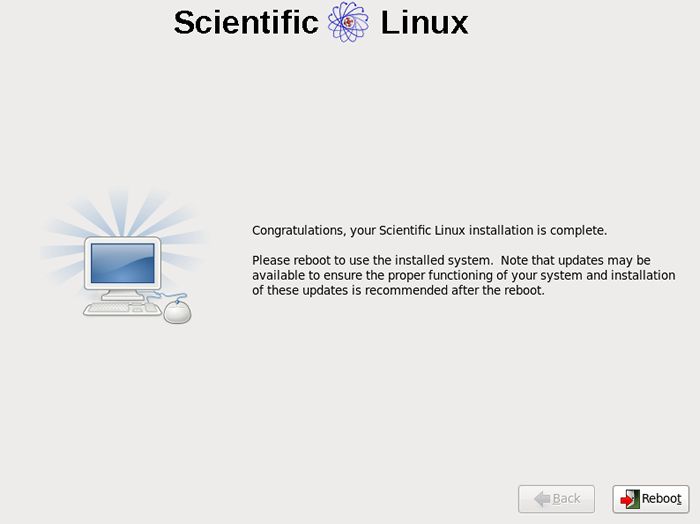 Scientific Linux
Congratulations, your Scientific Linux installation is complete.
Please reboot to use the installed system.  Note that updates may be
available to ensure the proper functioning of your system and installation
of these updates is recommended after the reboot.
Back
Reboot